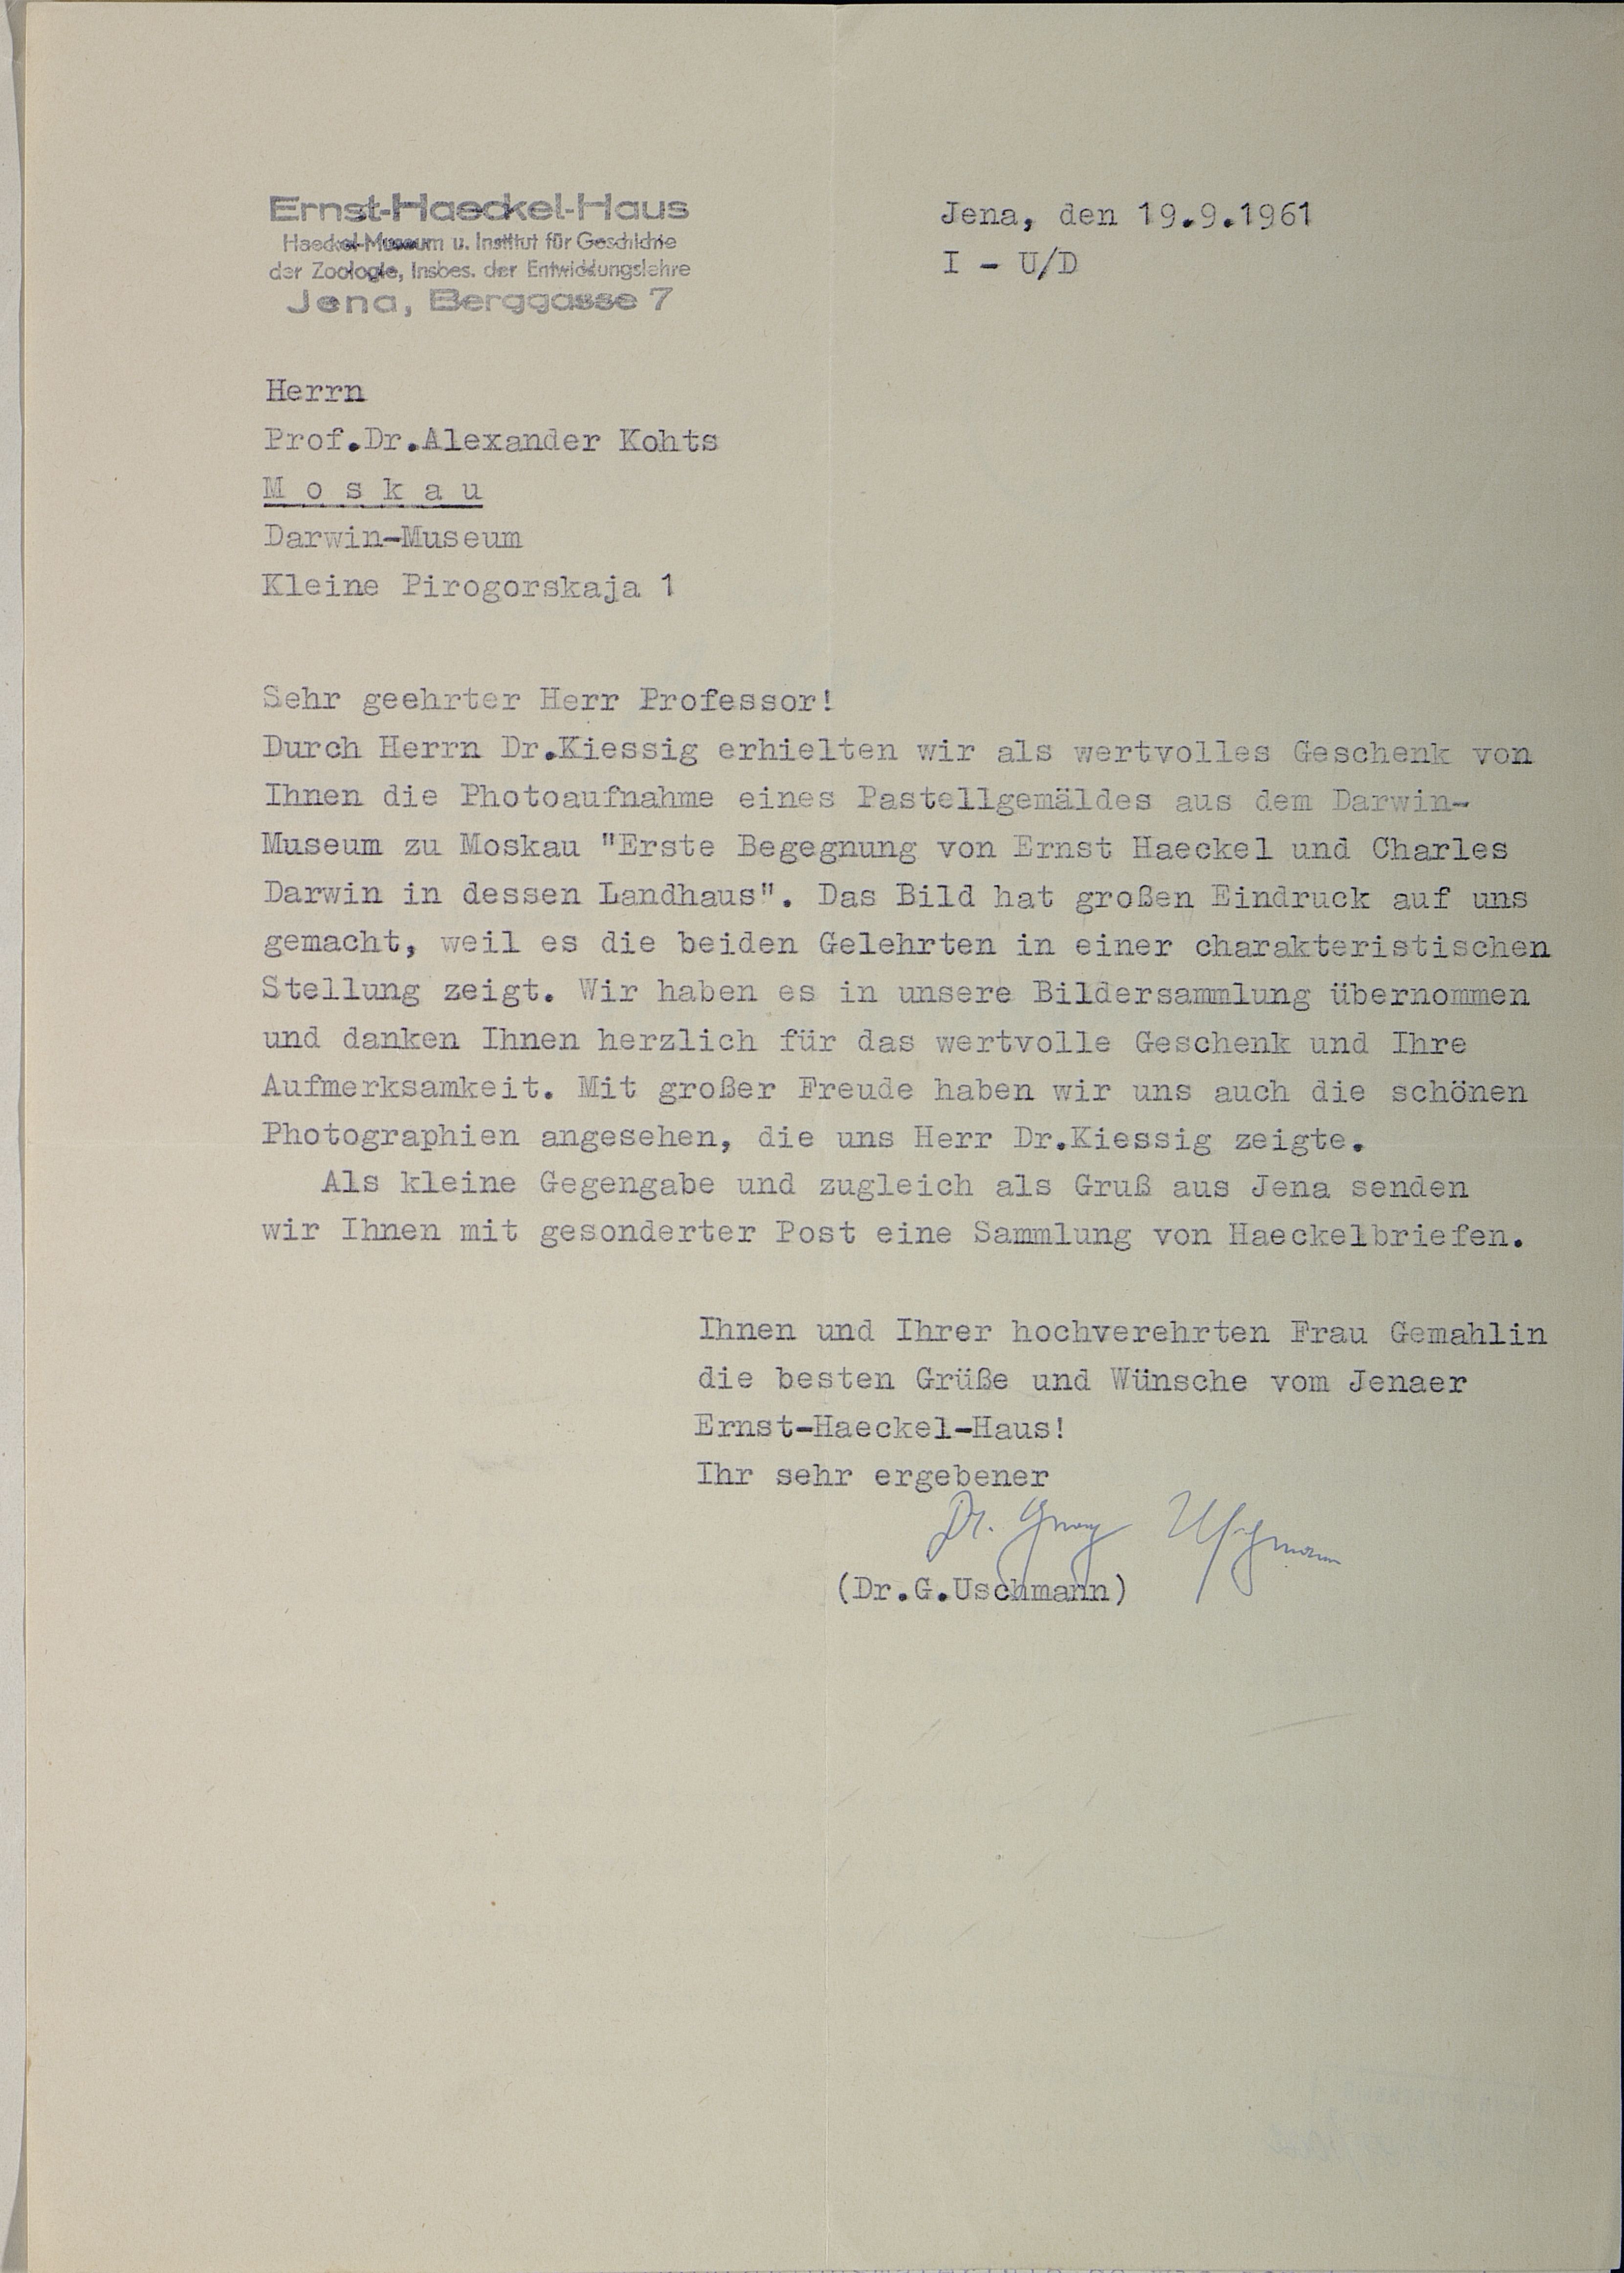 Ernst-Haeckel-Haus
Haeckel-Museum u. Institut für Geschichte
der Zoologie, insbes. der Entwicklungslehre
Jena, Berggasse 7
Jena, den 19.9.1961
I - U/D
Herrn
Prof.Dr.Alexander Kohts
M o s k a u
Darwin-Museum
Kleine Pirogorskaja 1
Sehr geehrter Herr Professor!
Durch Herrn Dr.Kiessig erhielten wir als wertvolles Geschenk von
Ihnen die Photoaufnahme eines Pastellgemäldes aus dem Darwin-
Museum zu Moskau "Erste Begegnung von Ernst Haeckel und Charles
Darwin in dessen Landhaus". Das Bild hat großen Eindruck auf uns
gemacht, weil es die beiden Gelehrten in einer charakteristischen
Stellung zeigt. Wir haben es in unsere Bildersammlung übernommen
und danken Ihnen herzlich für das wertvolle Geschenk und Ihre
Aufmerksamkeit. Mit großer Freude haben wir uns auch die schönen
Photographien angesehen, die uns Herr Dr.Kiessig zeigte.
Als kleine Gegengabe und zugleich als Gruß aus Jena senden
wir Ihnen mit gesonderter Post eine Sammlung von Haeckelbriefen.
Ihnen und Ihrer hochverehrten Frau Gemahlin
die besten Grüße und Wünsche vom Jenaer
Ernst-Haeckel-Haus!
Ihr sehr ergebener
Dr. Georg Uschmann
(Dr.G.Uschmann)